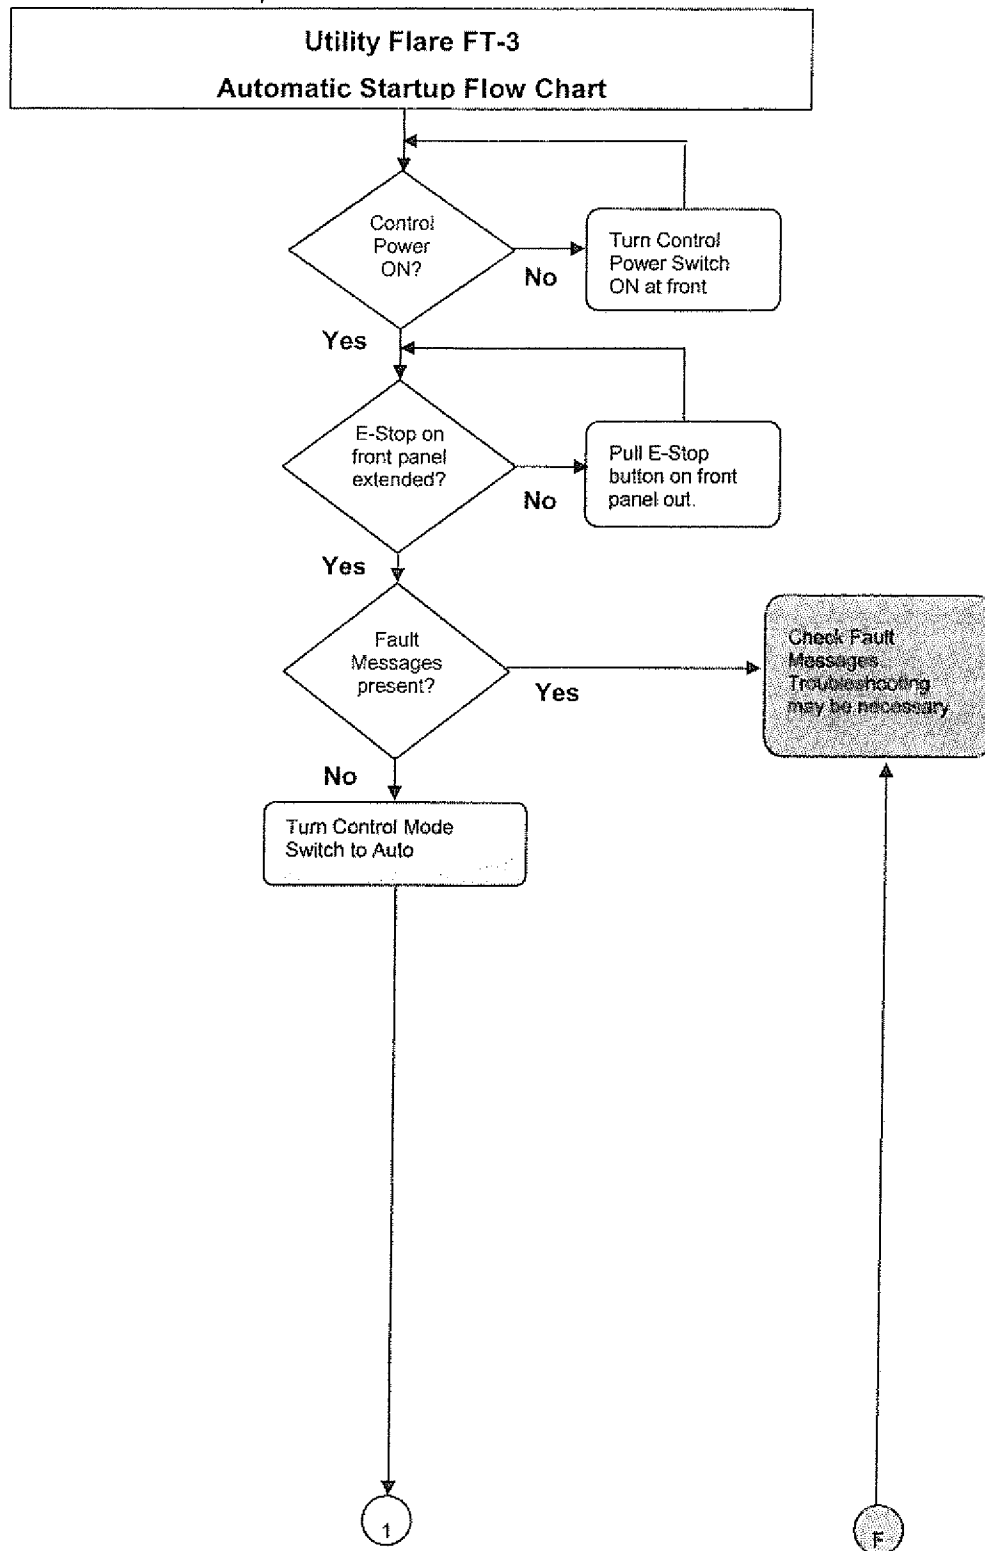 Utility Flare FT-3
Automatic Startup Flow Chart
Control
Power
ON?
No
Turn Control
Power Switch
ON at front
Yes
E-Stop on
front panel
extended?
No
Pull E-Stop
button on front
panel out.
Yes
Fault
Messages
present?
Yes
Check Fault
Messages
Troubleshooting
may be necessary
No
Turn Control Mode
Switch to Auto
1
F